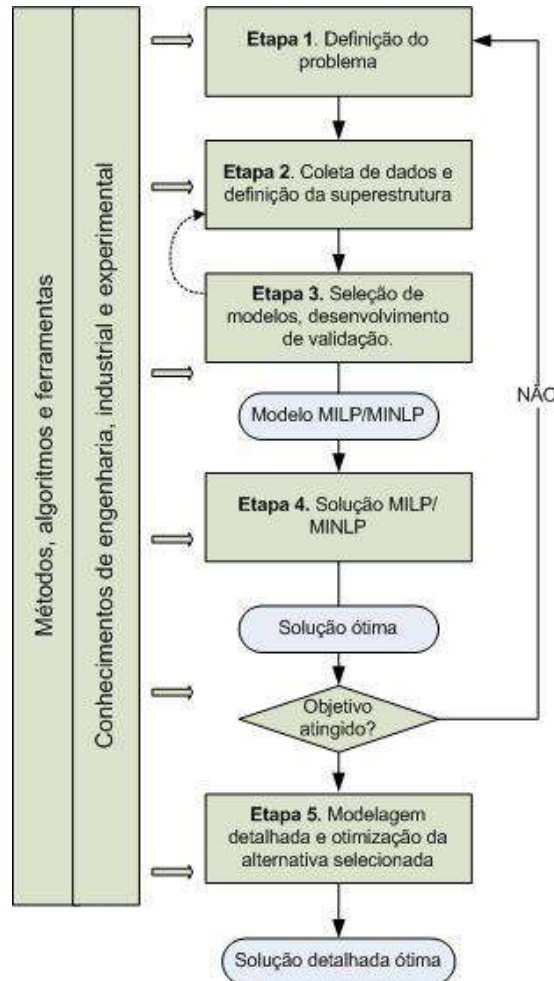 Métodos, algoritmos e ferramentas
Conhecimentos de engenharia, industrial e experimental
Etapa 1. Definição do
problema
Etapa 2. Coleta de dados e
definição da superestrutura
Etapa 3. Seleção de
modelos, desenvolvimento
de validação.
Modelo MILP/MINLP
NÃO
Etapa 4. Solução MILP/
MINLP
Solução ótima
Objetivo
atingido?
Etapa 5. Modelagem
detalhada e otimização da
alternativa selecionada
Solução detalhada ótima